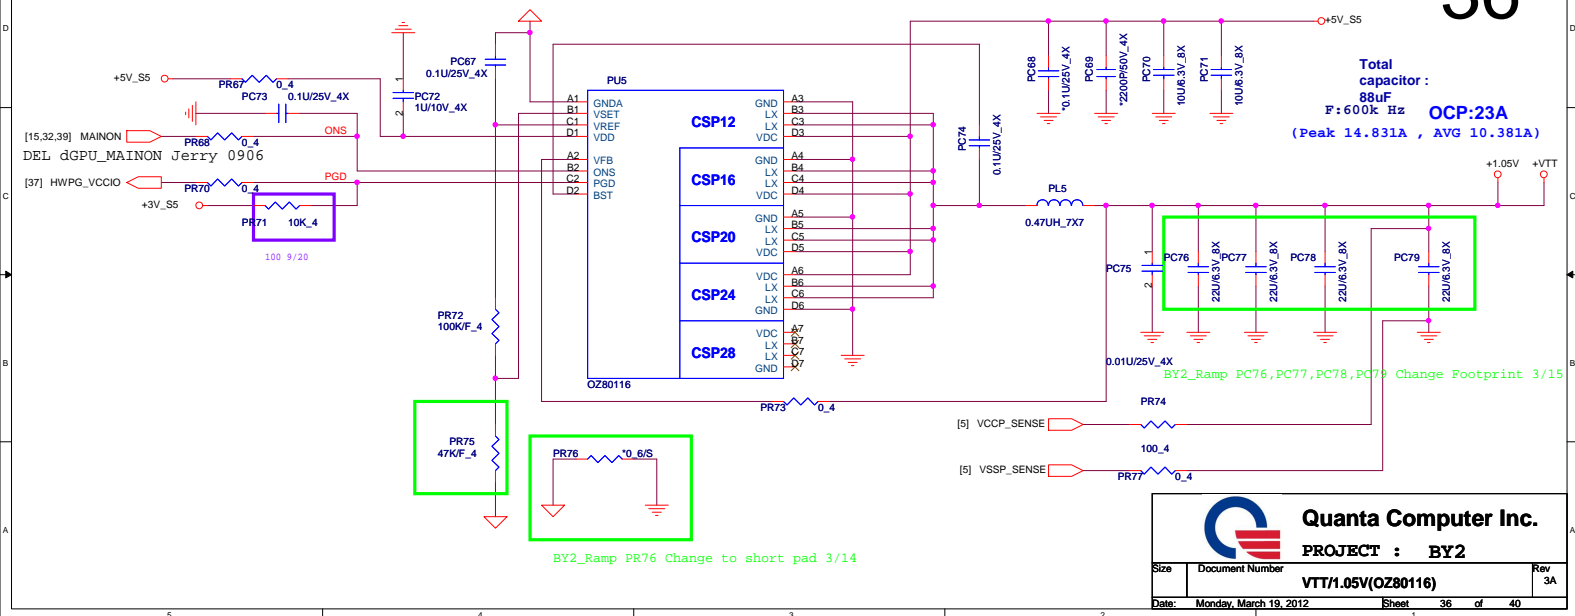 36
+5V_S5
PR67
0_4
PC73
0.1U/25V_4X
[15,32,39] MAINON
PR68
0_4
ONS
DEL dGPU_MAINON Jerry 0906
[37] HWPG_VCCIO
PR70
0_4
PGD
+3V_S5
PR71
10K_4
100 9/20
PC67
0.1U/25V_4X
PC72
1U/10V_4X
1
2
PU5
A1 GNDA
B1 VSET
C1 VREF
D1 VDD
A2 VFB
B2 ONS
C2 PGD
D2 BST
CSP12
GND A3
LX B3
LX C3
VDC D3
CSP16
GND A4
LX B4
LX C4
VDC D4
CSP20
GND A5
LX B5
LX C5
VDC D5
CSP24
VDC A6
LX B6
LX C6
GND D6
CSP28
VDC A7
LX B7
LX C7
GND D7
OZ80116
PC74
0.1U/25V_4X
PC68
*0.1U/25V_4X
PC69
*2200P/50V_4X
PC70
10U/6.3V_8X
PC71
10U/6.3V_8X
+5V_S5
Total
capacitor :
88uF
F:600k Hz
OCP:23A
(Peak 14.831A , AVG 10.381A)
+1.05V
+VTT
PL5
0.47UH_7X7
PC75
1
2
0.01U/25V_4X
PC76
22U/6.3V_8X
PC77
22U/6.3V_8X
PC78
22U/6.3V_8X
PC79
22U/6.3V_8X
BY2_Ramp PC76,PC77,PC78,PC79 Change Footprint 3/15
PR72
100K/F_4
PR73
0_4
PR75
47K/F_4
PR76
*0_6/S
BY2_Ramp PR76 Change to short pad 3/14
[5] VCCP_SENSE
PR74
100_4
[5] VSSP_SENSE
PR77
0_4
Quanta Computer Inc.
PROJECT : BY2
Size
Document Number
Rev
VTT/1.05V(OZ80116)
3A
Date: Monday, March 19, 2012
Sheet 36 of 40
D
C
B
A
D
C
B
A
5
4
3
2
1